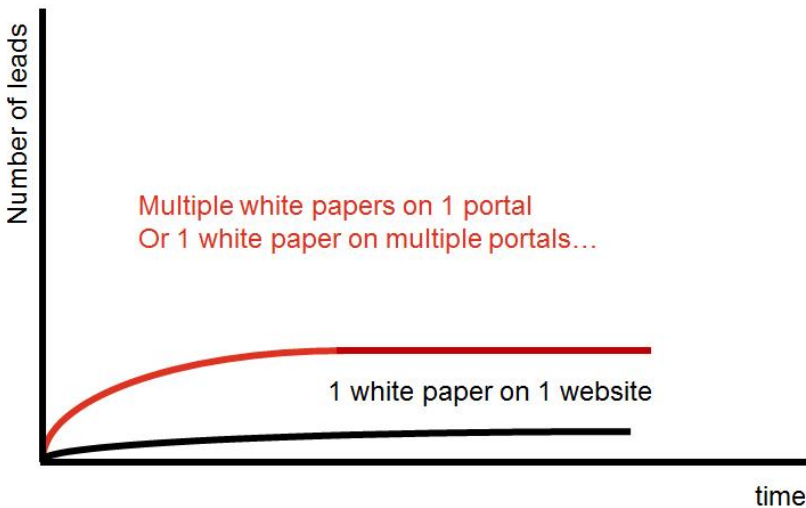 Number of leads
Multiple white papers on 1 portal
Or 1 white paper on multiple portals…
1 white paper on 1 website
time